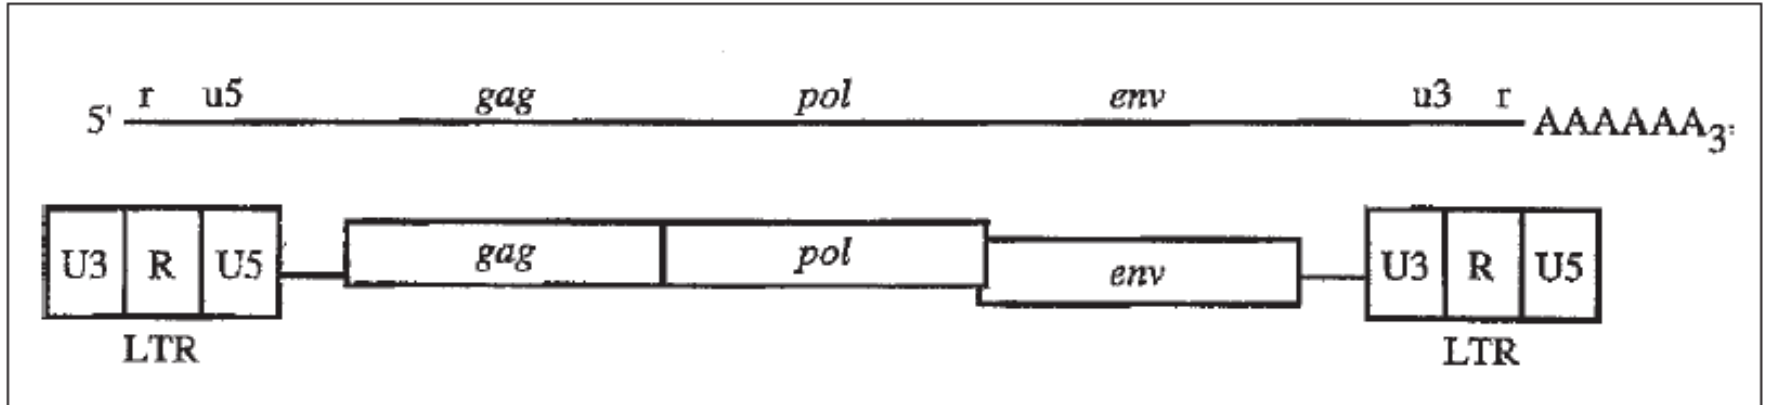 5' r u5 gag pol env u3 r AAAAAA3'
U3 R U5 gag pol env U3 R U5
LTR LTR